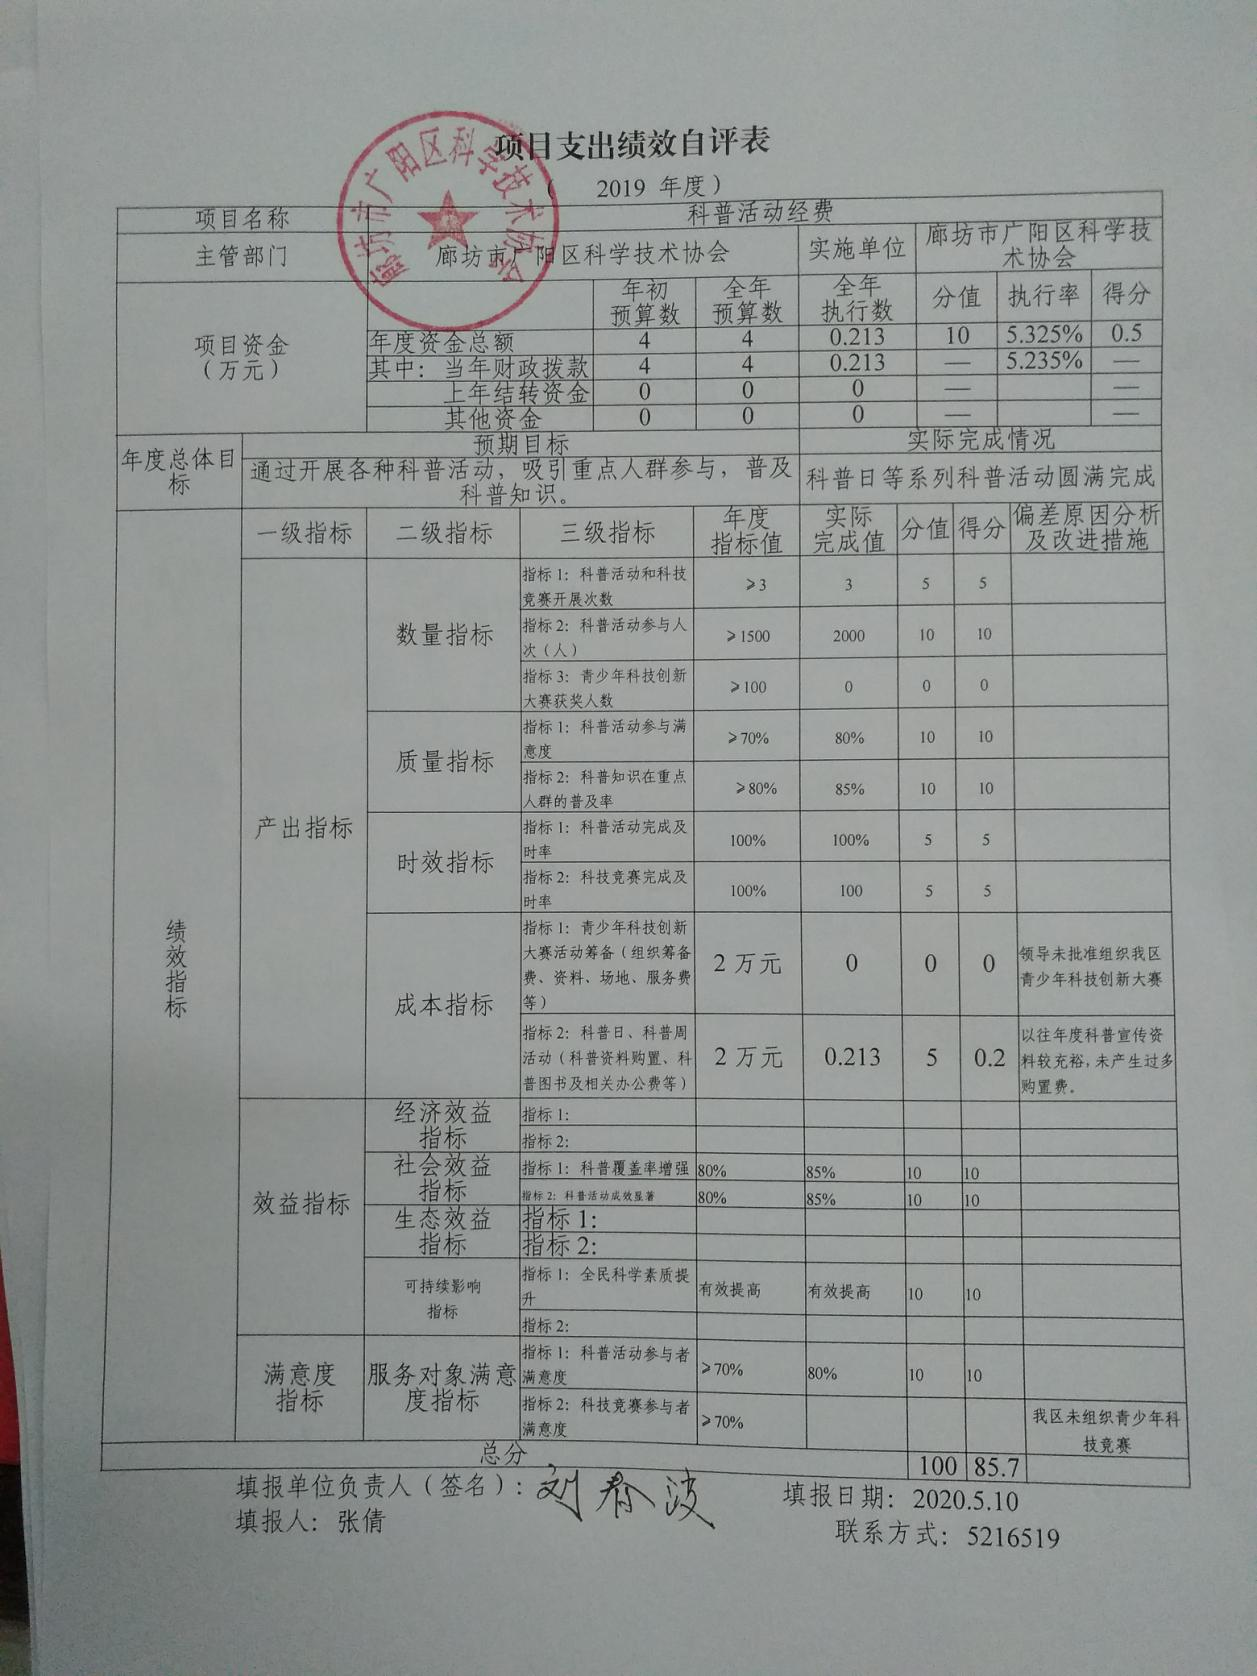 项目支出绩效自评表
（ 2019 年度）
廊坊市广阳区科学技术协会
项目名称 科普活动经费
主管部门 廊坊市广阳区科学技术协会 实施单位 廊坊市广阳区科学技
术协会
项目资金
（万元）
年初
预算数 全年
预算数 全年
执行数 分值 执行率 得分
年度资金总额 4 4 0.213 10 5.325% 0.5
其中：当年财政拨款 4 4 0.213 — 5.235% —
上年结转资金 0 0 0 — —
其他资金 0 0 0 — —
年度总体目
标
预期目标 实际完成情况
通过开展各种科普活动，吸引重点人群参与，普及
科普知识。
科普日等系列科普活动圆满完成
绩效指标
一级指标 二级指标 三级指标 年度
指标值 实际
完成值 分值 得分 偏差原因分析
及改进措施
产出指标
数量指标
指标 1：科普活动和科技
竞赛开展次数 ≥3 3 5 5
指标 2：科普活动参与人
次（人） ≥1500 2000 10 10
指标 3：青少年科技创新
大赛获奖人数 ≥100 0 0 0
质量指标
指标 1：科普活动参与满
意度 ≥70% 80% 10 10
指标 2：科普知识在重点
人群的普及率 ≥80% 85% 10 10
时效指标
指标 1：科普活动完成及
时率 100% 100% 5 5
指标 2：科技竞赛完成及
时率 100% 100 5 5
成本指标
指标 1：青少年科技创新
大赛活动筹备（组织筹备
费、资料、场地、服务费
等） 2 万元 0 0 0
领导未批准组织我区
青少年科技创新大赛
指标 2：科普日、科普周
活动（科普资料购置、科
普图书及相关办公费等） 2 万元 0.213 5 0.2
以往年度科普宣传资
料较充裕，未产生过多
购置费。
效益指标
经济效益
指标
指标 1：
指标 2：
社会效益
指标
指标 1：科普覆盖率增强 80% 85% 10 10
指标 2：科普活动成效显著 80% 85% 10 10
生态效益
指标
指标 1：
指标 2：
可持续影响
指标
指标 1：全民科学素质提
升 有效提高 有效提高 10 10
指标 2：
满意度
指标
服务对象满意
度指标
指标 1：科普活动参与者
满意度 ≥70% 80% 10 10
指标 2：科技竞赛参与者
满意度 ≥70%
我区未组织青少年科
技竞赛
总分 100 85.7
填报单位负责人（签名）：刘春波 填报日期：2020.5.10
填报人：张倩 联系方式：5216519